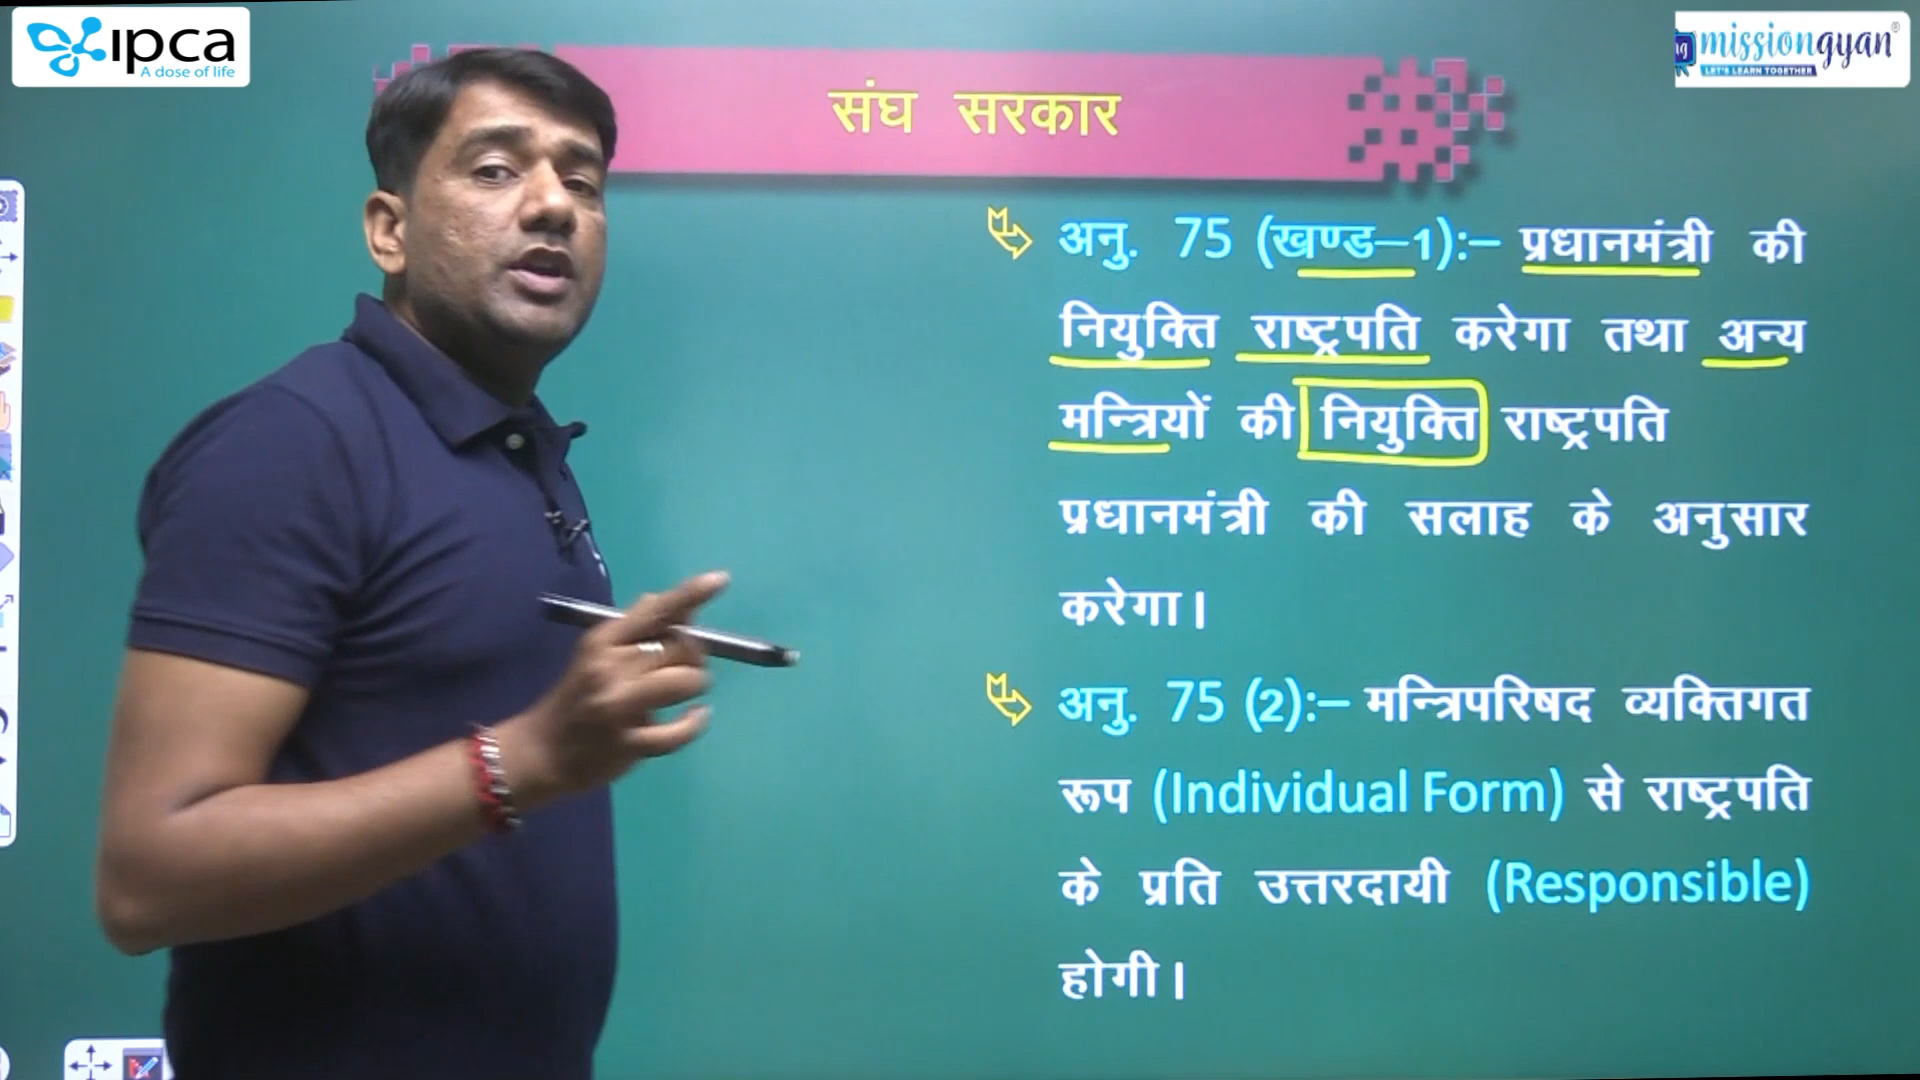 ipca
A dose of life
missiongyan
LET'S LEARN TOGETHER
संघ सरकार
अनु. 75 (खण्ड–1):– प्रधानमंत्री की
नियुक्ति राष्ट्रपति करेगा तथा अन्य
मन्त्रियों की नियुक्ति राष्ट्रपति
प्रधानमंत्री की सलाह के अनुसार
करेगा।
अनु. 75 (2):– मन्त्रिपरिषद व्यक्तिगत
रूप (Individual Form) से राष्ट्रपति
के प्रति उत्तरदायी (Responsible)
होगी।